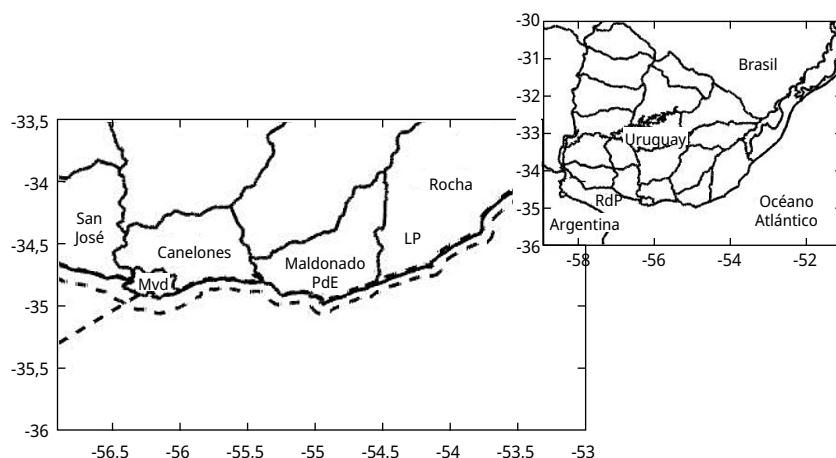 -30
-31
-32
-33
-34
-35
-36
Brasil
Uruguay
RdP
Argentina
Océano
Atlántico
-58
-56
-54
-52
-33,5
-34
-34,5
-35
-35,5
-36
San
José
Canelones
Mvd
Maldonado
PdE
LP
Rocha
-56.5
-56
-55.5
-55
-54.5
-54
-53.5
-53